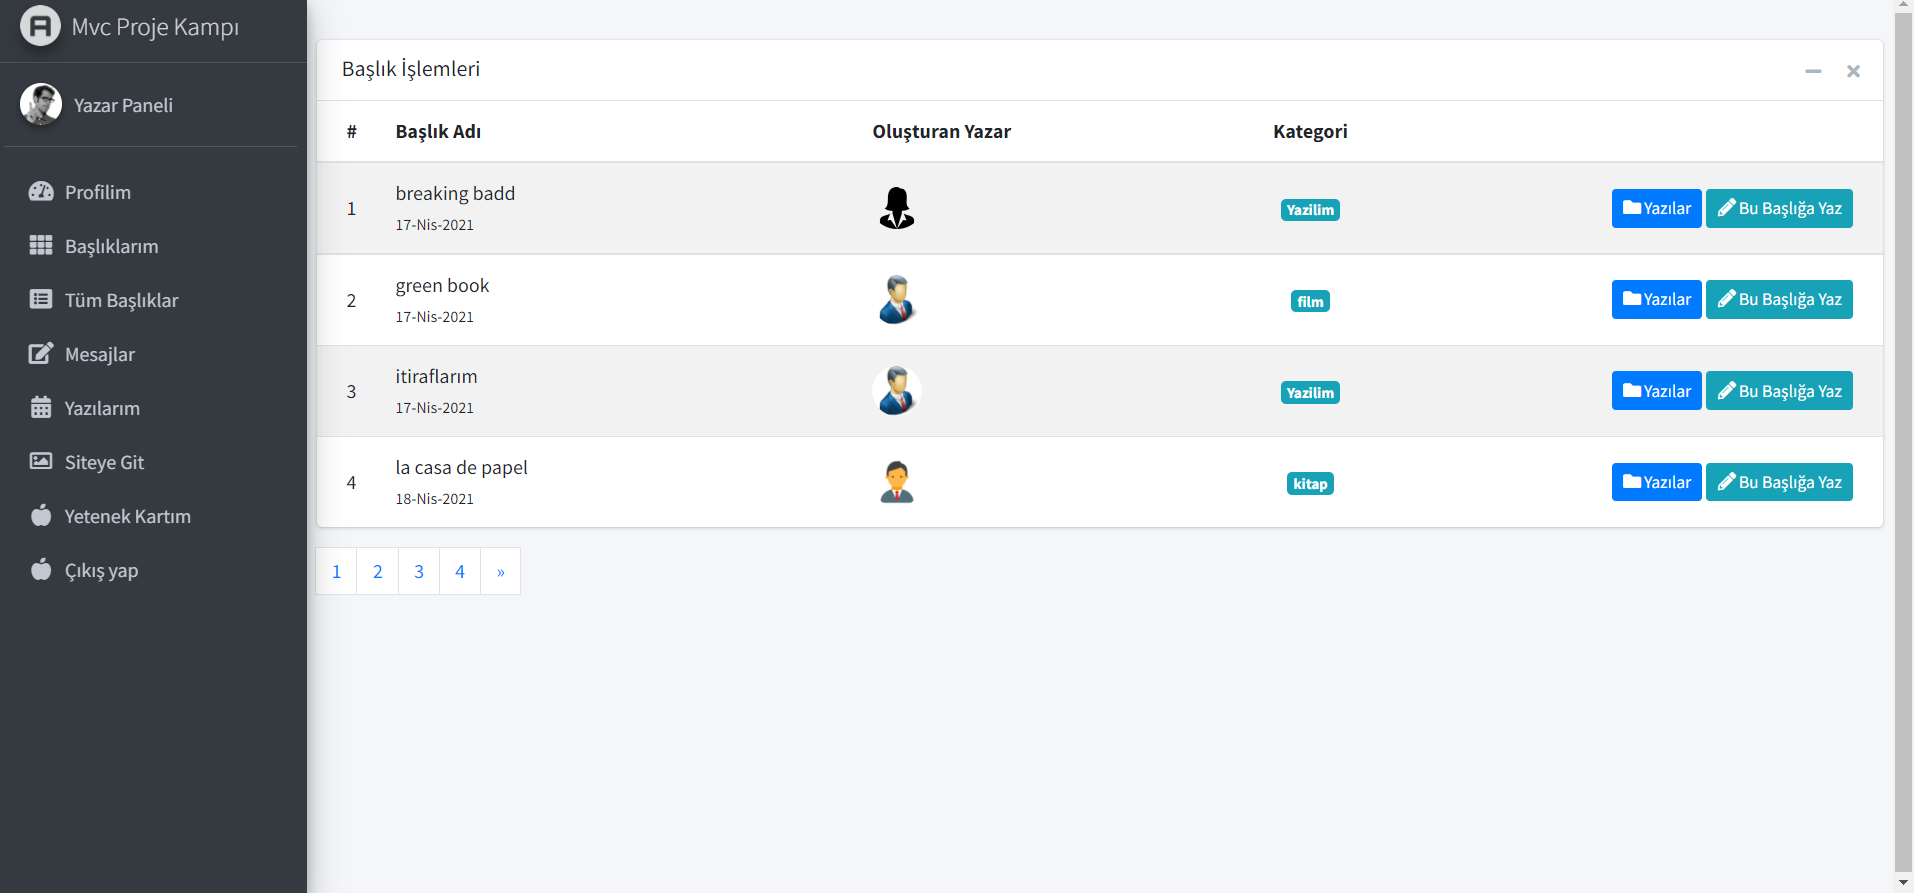 Mvc Proje Kampı
Yazar Paneli
Profilim
Başlıklarım
Tüm Başlıklar
Mesajlar
Yazılarım
Siteye Git
Yetenek Kartım
Çıkış yap
Başlık İşlemleri
# Başlık Adı Oluşturan Yazar Kategori
1 breaking badd Yazilim Yazılar Bu Başlığa Yaz
17-Nis-2021
2 green book film Yazılar Bu Başlığa Yaz
17-Nis-2021
3 itiraflarım Yazilim Yazılar Bu Başlığa Yaz
17-Nis-2021
4 la casa de papel kitap Yazılar Bu Başlığa Yaz
18-Nis-2021
1 2 3 4 »